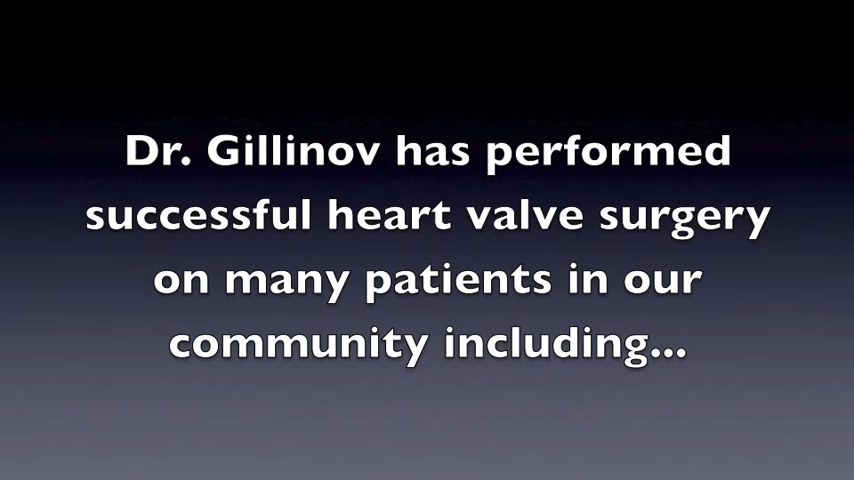 Dr. Gillinov has performed
successful heart valve surgery
on many patients in our
community including...